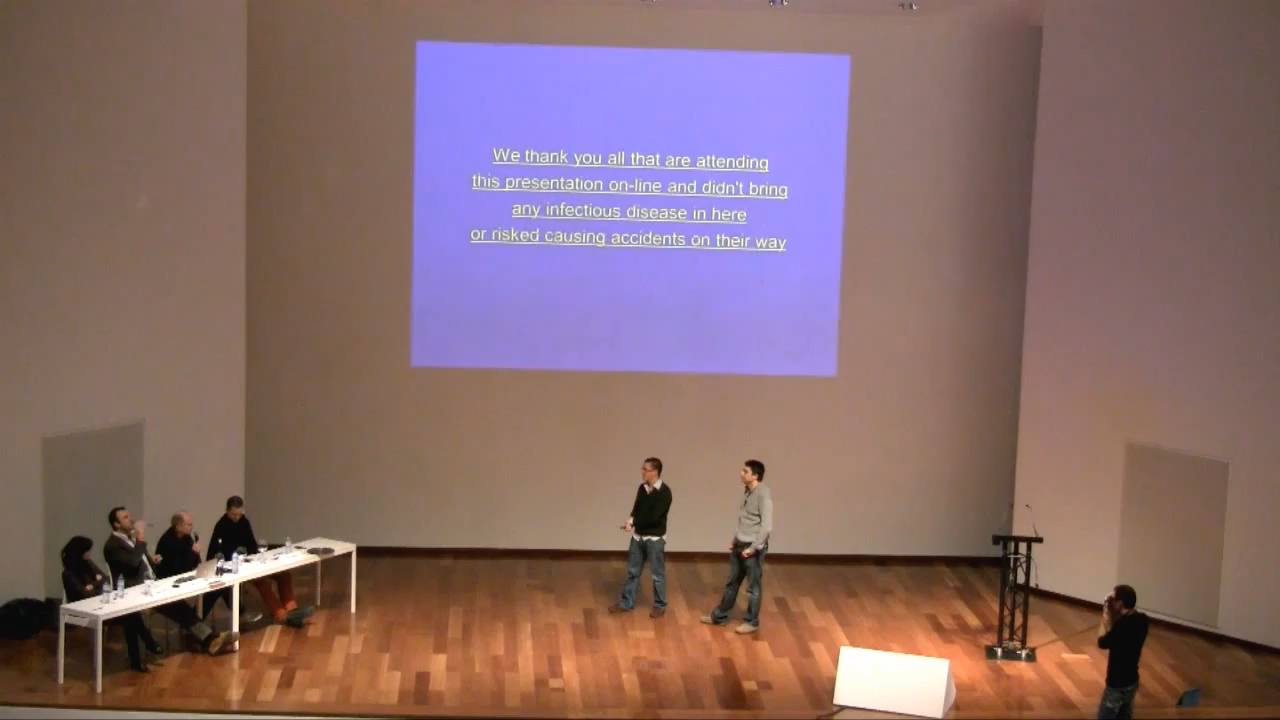 We thank you all that are attending
this presentation on-line and didn't bring
any infectious disease in here
or risked causing accidents on their way